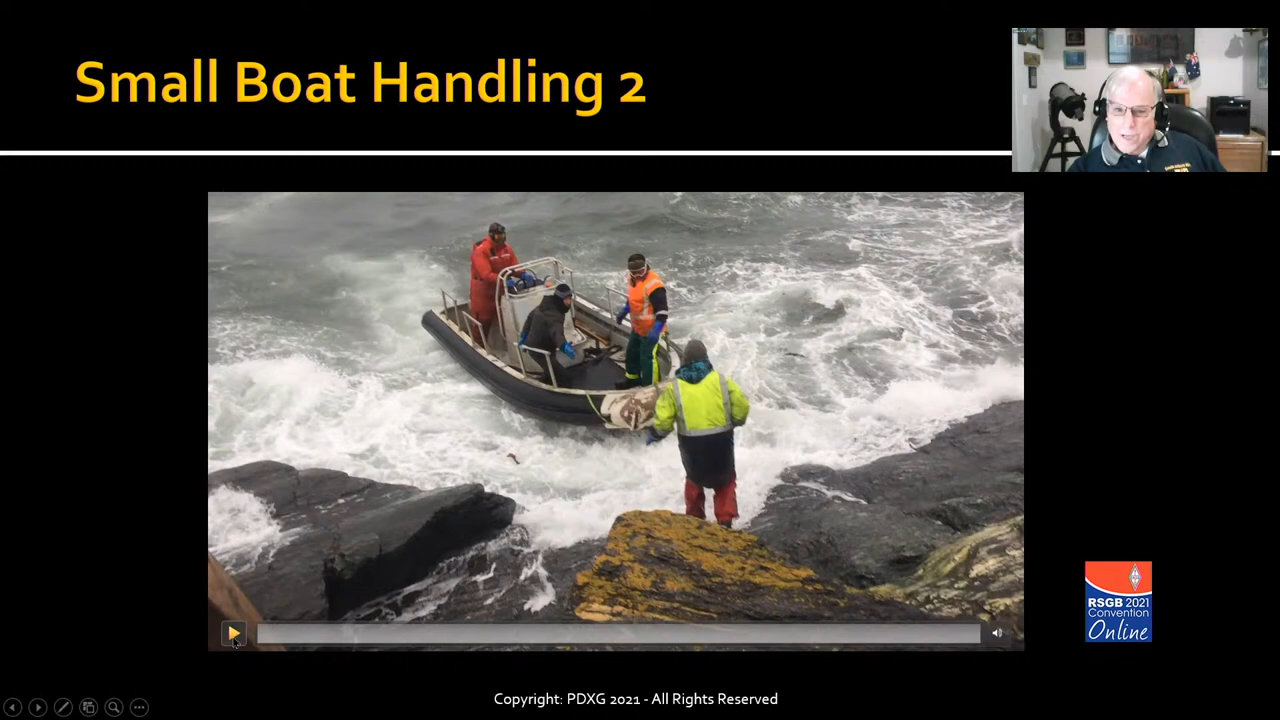 Small Boat Handling 2
RSGB 2021
Convention
Online
Copyright: PDXG 2021 - All Rights Reserved